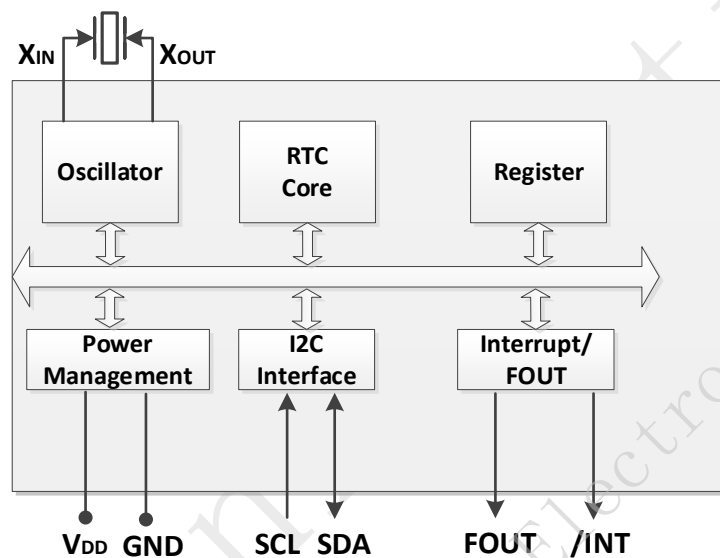 XIN
XOUT
Oscillator
RTC
Core
Register
Power
Management
I2C
Interface
Interrupt/
FOUT
VDD
GND
SCL
SDA
FOUT
/INT